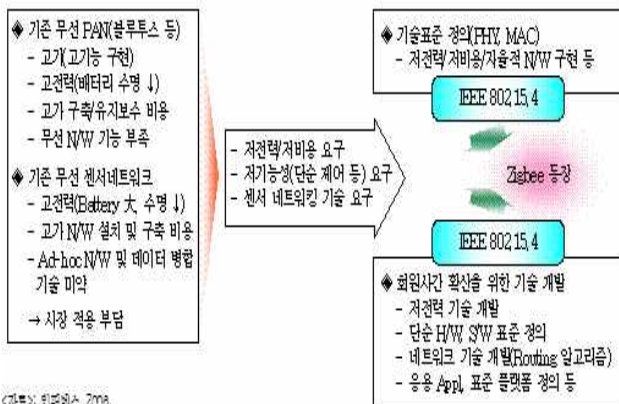 ◈ 기존 무선 PAN(블루투스 등)
- 고가(고기능 구현)
- 고전력(배터리 수명 ↓)
- 고가 구축/유지보수 비용
- 무선 N/W 기능 부족
◈ 기존 무선 센서네트워크
- 고전력(Battery 大, 수명 ↓)
- 고가 N/W 설치 및 구축 비용
- Ad-hoc N/W 및 데이터 병합
기술 미약
→ 시장 적용 부담
- 저전력/저비용 요구
- 저기능성(단순 제어 등) 요구
- 센서 네트워킹 기술 요구
◈ 기술표준 정의(PHY, MAC)
- 저전력/저비용/자율적 N/W 구현 등
IEEE 802.15.4
Zigbee 등장
IEEE 802.15.4
◈ 회원사간 확산을 위한 기술 개발
- 저전력 기술 개발
- 단순 H/W, S/W 표준 정의
- 네트워크 기술 개발(Routing 알고리즘)
- 응용 Appl. 표준 플랫폼 정의 등